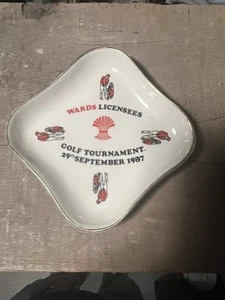 WARDS LICENSEES
GOLF TOURNAMENT.
29TH SEPTEMBER 1987